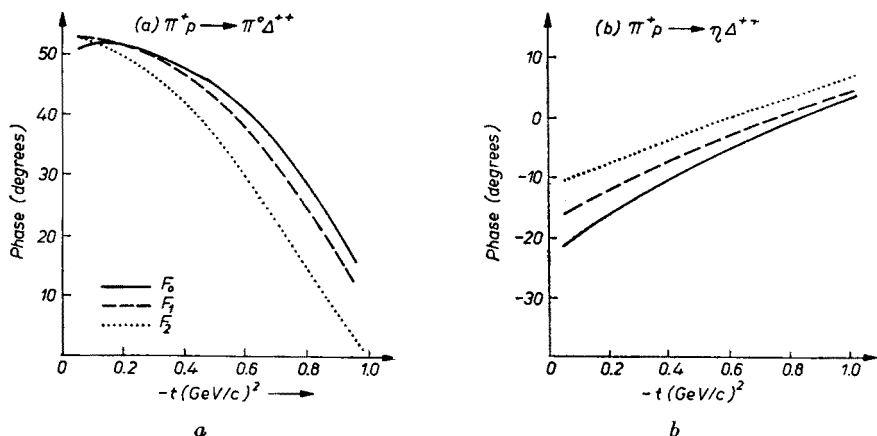 (a) π⁺p → π°Δ⁺⁺
Phase (degrees)
50
40
30
20
10
F₀
F₁
F₂
0 0.2 0.4 0.6 0.8 1.0
-t (GeV/c)² →
a
(b) π⁺p → ηΔ⁺⁺
Phase (degrees)
10
0
-10
-20
-30
0 0.2 0.4 0.6 0.8 1.0
-t (GeV/c)²
b